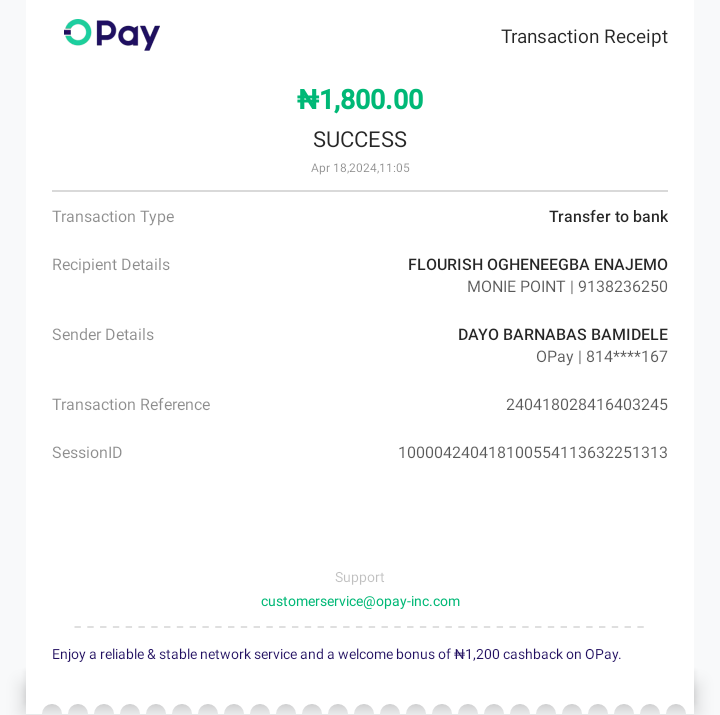 OPay
Transaction Receipt
₦1,800.00
SUCCESS
Apr 18,2024,11:05
Transaction Type
Transfer to bank
Recipient Details
FLOURISH OGHENEEGBA ENAJEMO
MONIE POINT | 9138236250
Sender Details
DAYO BARNABAS BAMIDELE
OPay | 814****167
Transaction Reference
240418028416403245
SessionID
100004240418100554113632251313
Support
customerservice@opay-inc.com
Enjoy a reliable & stable network service and a welcome bonus of ₦1,200 cashback on OPay.